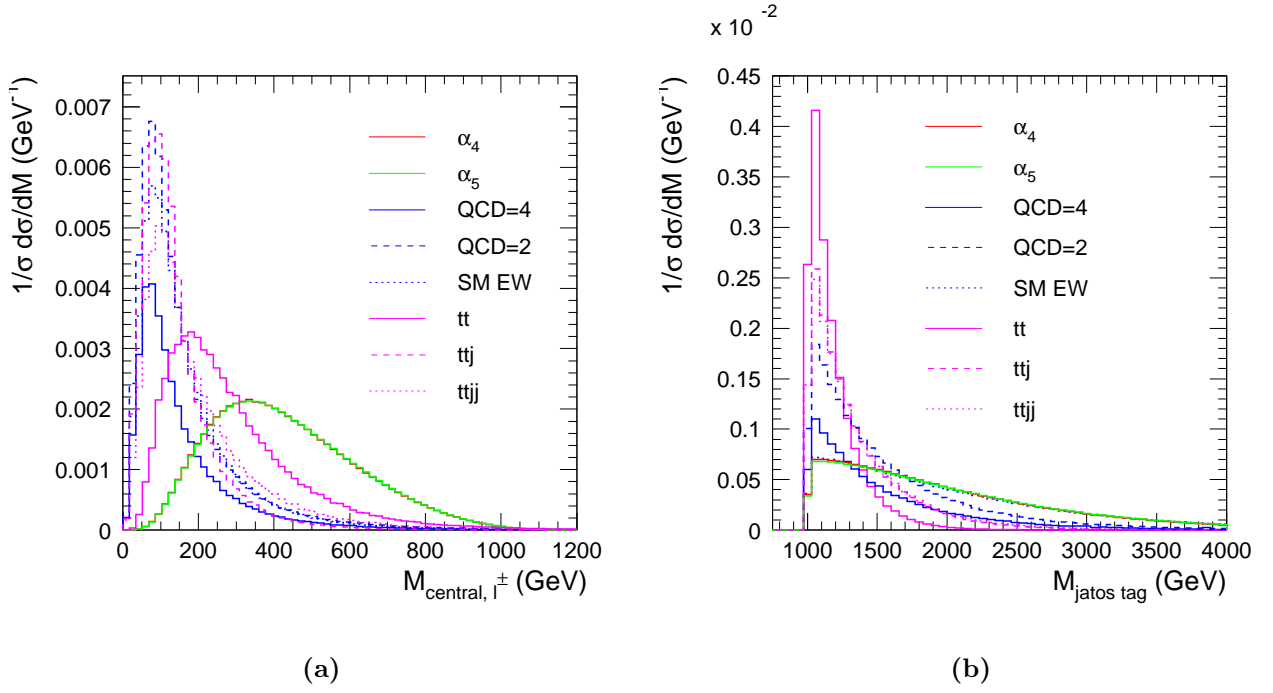 1/σ dσ/dM (GeV⁻¹)
0.007
0.006
0.005
0.004
0.003
0.002
0.001
0
0 200 400 600 800 1000 1200
M central, l± (GeV)
α₄
α₅
QCD=4
QCD=2
SM EW
tt
ttj
ttjj
(a)
x 10⁻²
1/σ dσ/dM (GeV⁻¹)
0.45
0.4
0.35
0.3
0.25
0.2
0.15
0.1
0.05
0
1000 1500 2000 2500 3000 3500 4000
M jatos tag (GeV)
α₄
α₅
QCD=4
QCD=2
SM EW
tt
ttj
ttjj
(b)